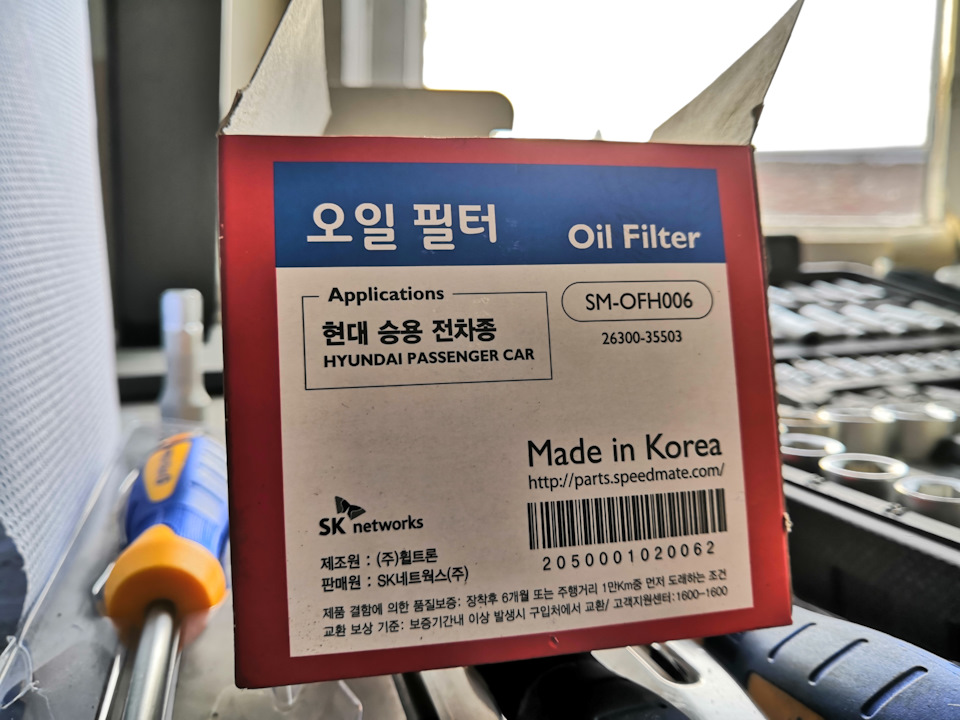 오일 필터
Oil Filter
Applications
현대 승용 전차종
HYUNDAI PASSENGER CAR
SM-OFH006
26300-35503
Made in Korea
http://parts.speedmate.com/
2050001020062
SK networks
제조원 : (주)휠트론
판매원 : SK네트웍스(주)
제품 결함에 의한 품질보증: 장착후 6개월 또는 주행거리 1만Km중 먼저 도래하는 조건
교환 보상 기준: 보증기간내 이상 발생시 구입처에서 교환/ 고객지원센터:1600-1600